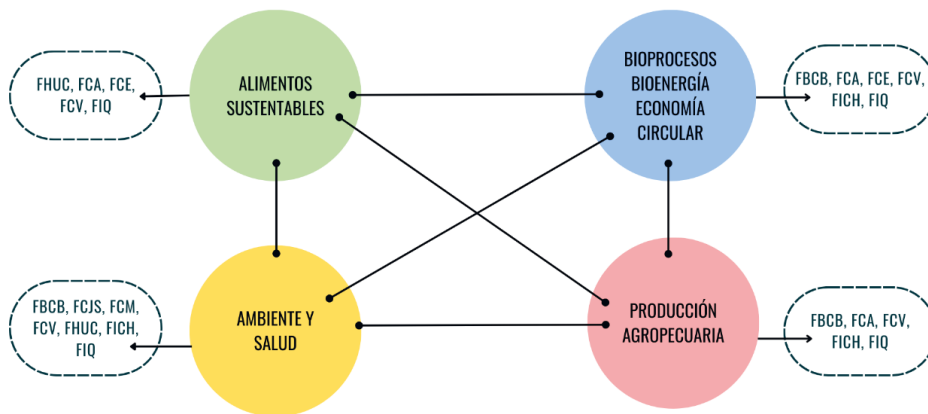 FHUC, FCA, FCE,
FCV, FIQ
ALIMENTOS
SUSTENTABLES
BIOPROCESOS
BIOENERGÍA
ECONOMÍA
CIRCULAR
FBCB, FCA, FCE, FCV,
FICH, FIQ
FBCB, FCJS, FCM,
FCV, FHUC, FICH,
FIQ
AMBIENTE Y
SALUD
PRODUCCIÓN
AGROPECUARIA
FBCB, FCA, FCV,
FICH, FIQ